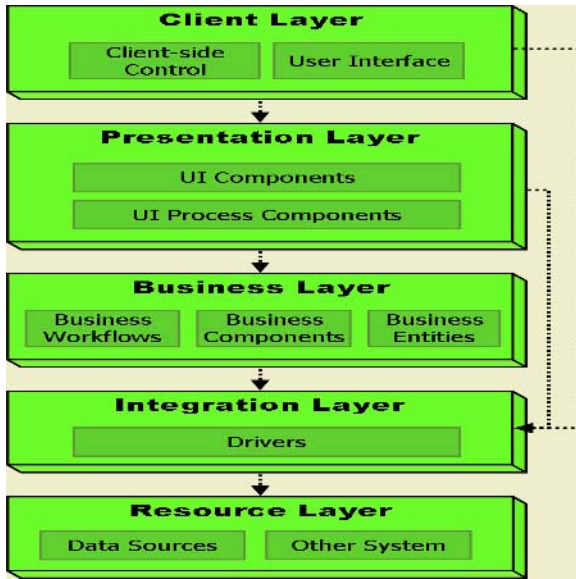 Client Layer
Client-side
Control
User Interface
Presentation Layer
UI Components
UI Process Components
Business Layer
Business
Workflows
Business
Components
Business
Entities
Integration Layer
Drivers
Resource Layer
Data Sources
Other System